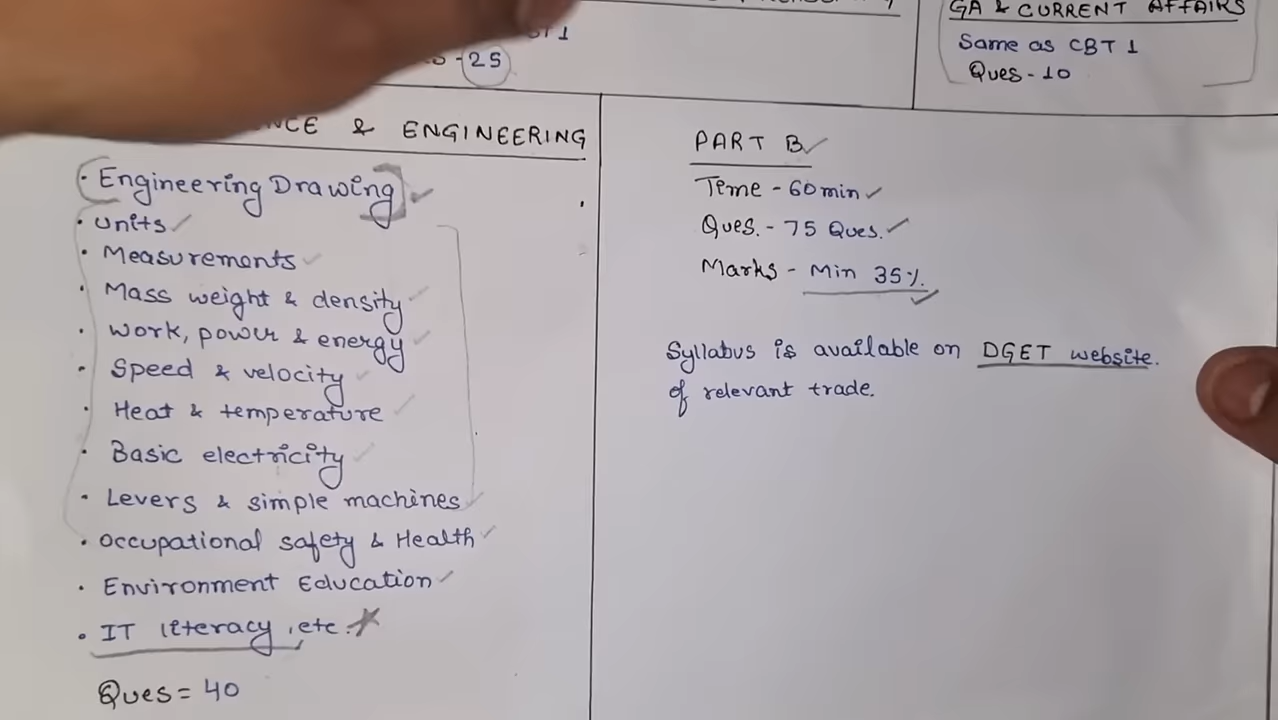 GA & CURRENT AFFAIRS
Same as CBT 1
Ques - 10
1
- 25
& ENGINEERING
• Engineering Drawing
• Units
• Measurements
• Mass weight & density
• Work, power & energy
• Speed & velocity
• Heat & temperature
• Basic electricity
• Levers & simple machines
• Occupational safety & Health
• Environment Education
• IT literacy, etc.
Ques = 40
PART B
Time - 60 min
Ques. - 75 Ques.
Marks - Min 35%.
Syllabus is available on DGET website.
of relevant trade.